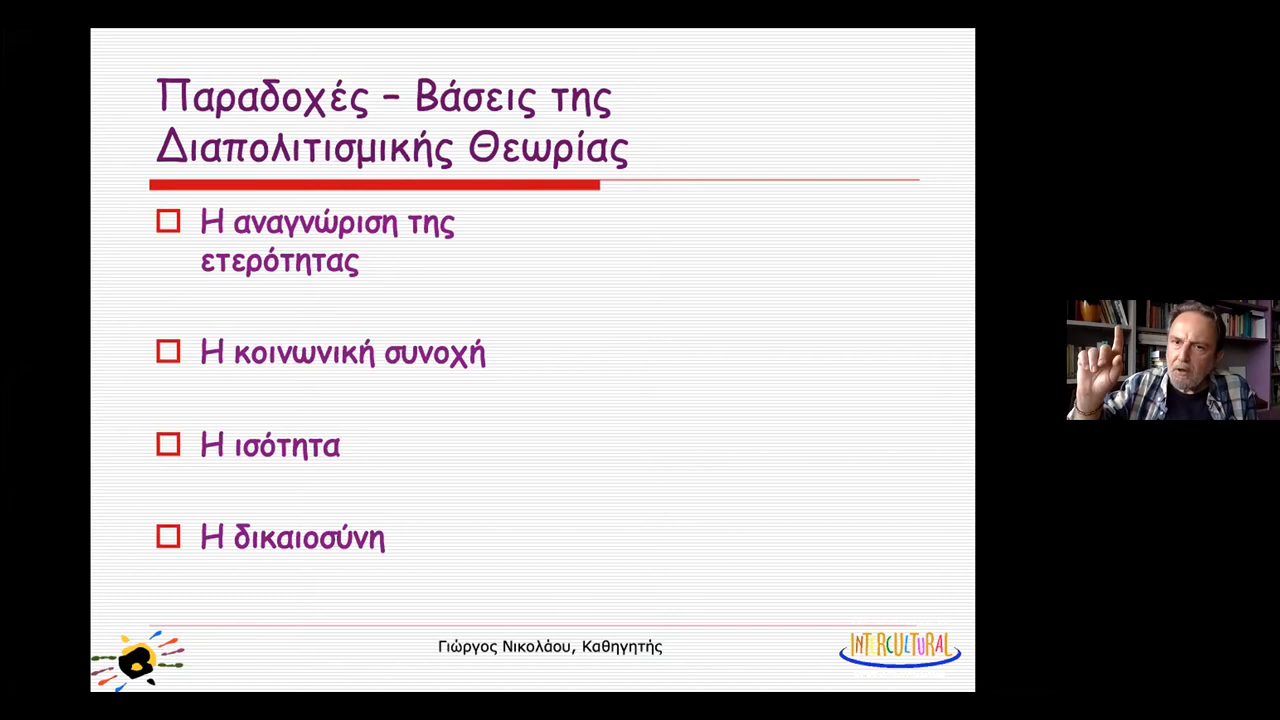 Παραδοχές – Βάσεις της
Διαπολιτισμικής Θεωρίας
Η αναγνώριση της
ετερότητας
Η κοινωνική συνοχή
Η ισότητα
Η δικαιοσύνη
Γιώργος Νικολάου, Καθηγητής
INTERCULTURAL